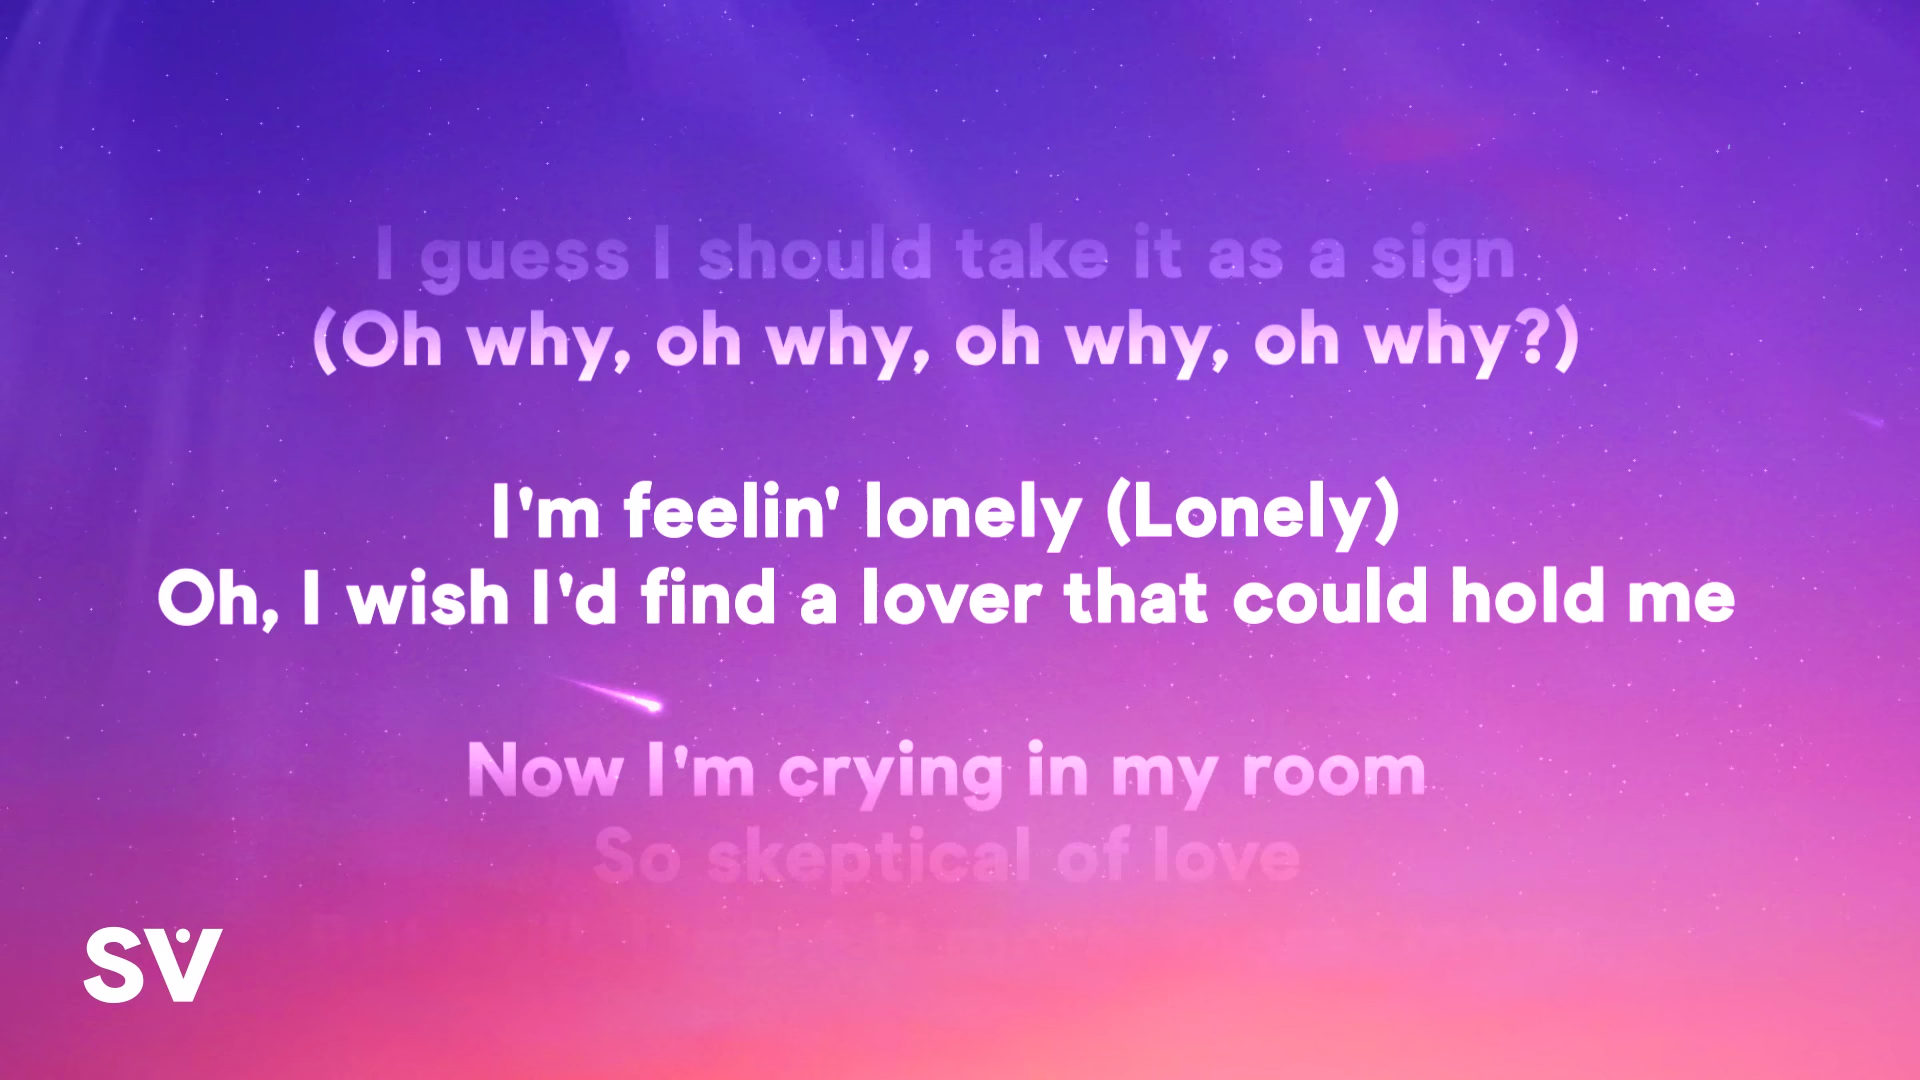 I guess I should take it as a sign
(Oh why, oh why, oh why, oh why?)
I'm feelin' lonely (Lonely)
Oh, I wish I'd find a lover that could hold me
Now I'm crying in my room
So skeptical of love
SV